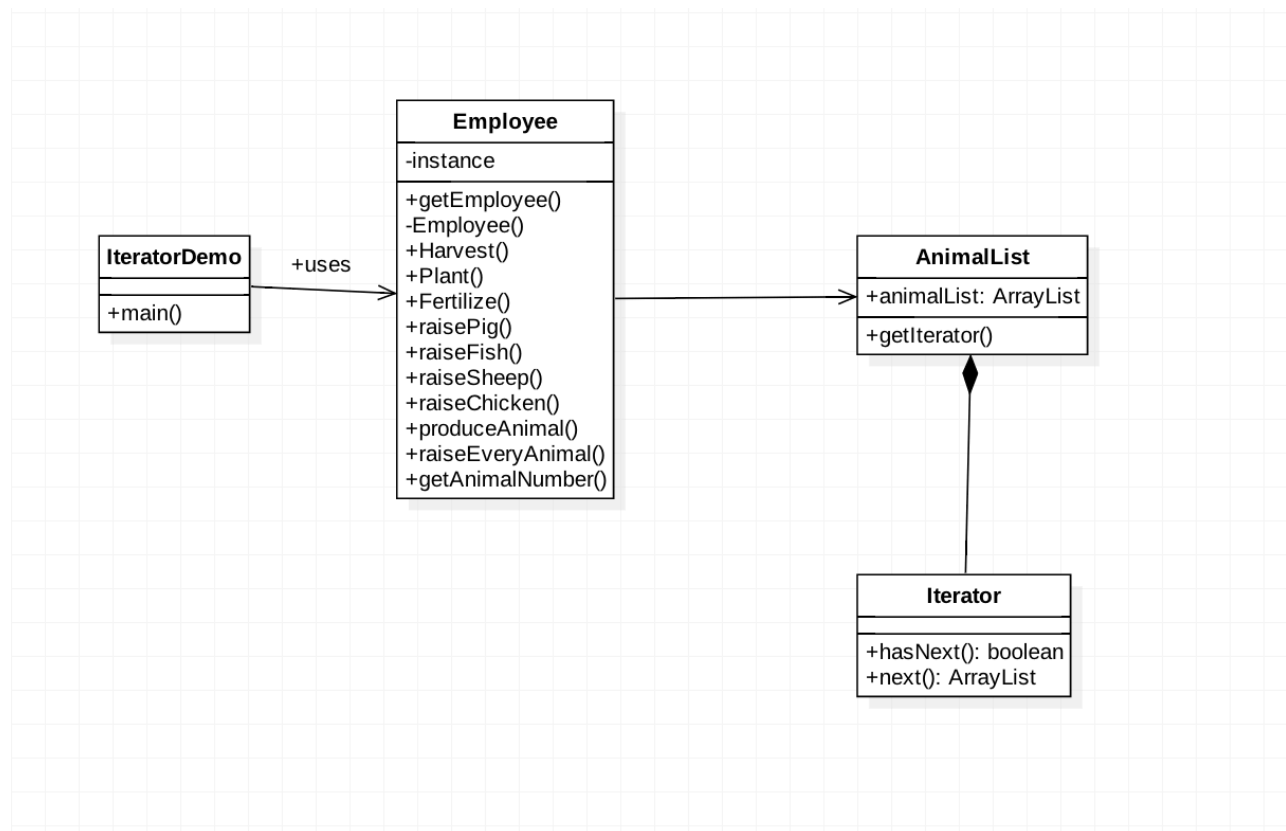 Employee
-instance
+getEmployee()
-Employee()
+Harvest()
+Plant()
+Fertilize()
+raisePig()
+raiseFish()
+raiseSheep()
+raiseChicken()
+produceAnimal()
+raiseEveryAnimal()
+getAnimalNumber()
IteratorDemo
+main()
+uses
AnimalList
+animalList: ArrayList
+getIterator()
Iterator
+hasNext(): boolean
+next(): ArrayList